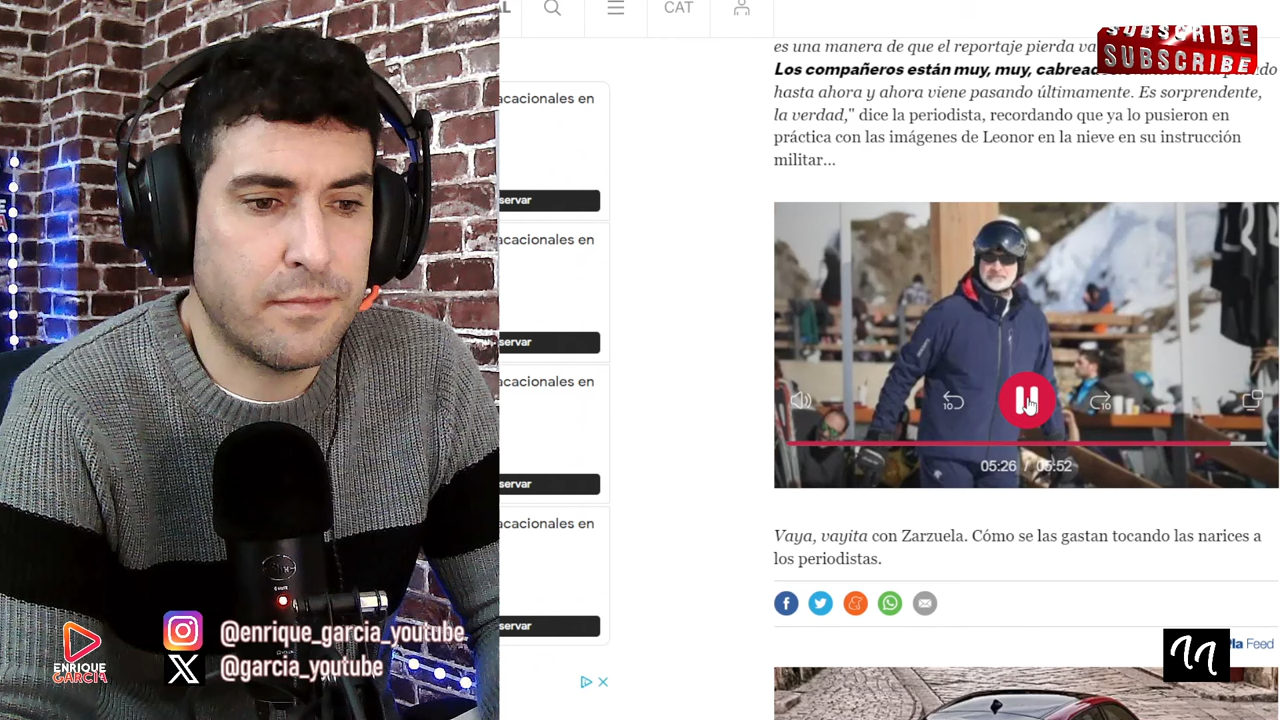 CAT
SUBSCRIBE
SUBSCRIBE
es una manera de que el reportaje pierda
Los compañeros están muy, muy,
hasta ahora y ahora viene pasando últimamente. Es sorprendente,
la verdad," dice la periodista, recordando que ya lo pusieron en
práctica con las imágenes de Leonor en la nieve en su instrucción
militar...
acacionales en
servar
acacionales en
servar
acacionales en
servar
acacionales en
servar
10
10
05:26 / 05:52
Vaya, vayita con Zarzuela. Cómo se las gastan tocando las narices a
los periodistas.
Feed
ENRIQUE
GARCIA
@enrique_garcia_youtube
@garcia_youtube